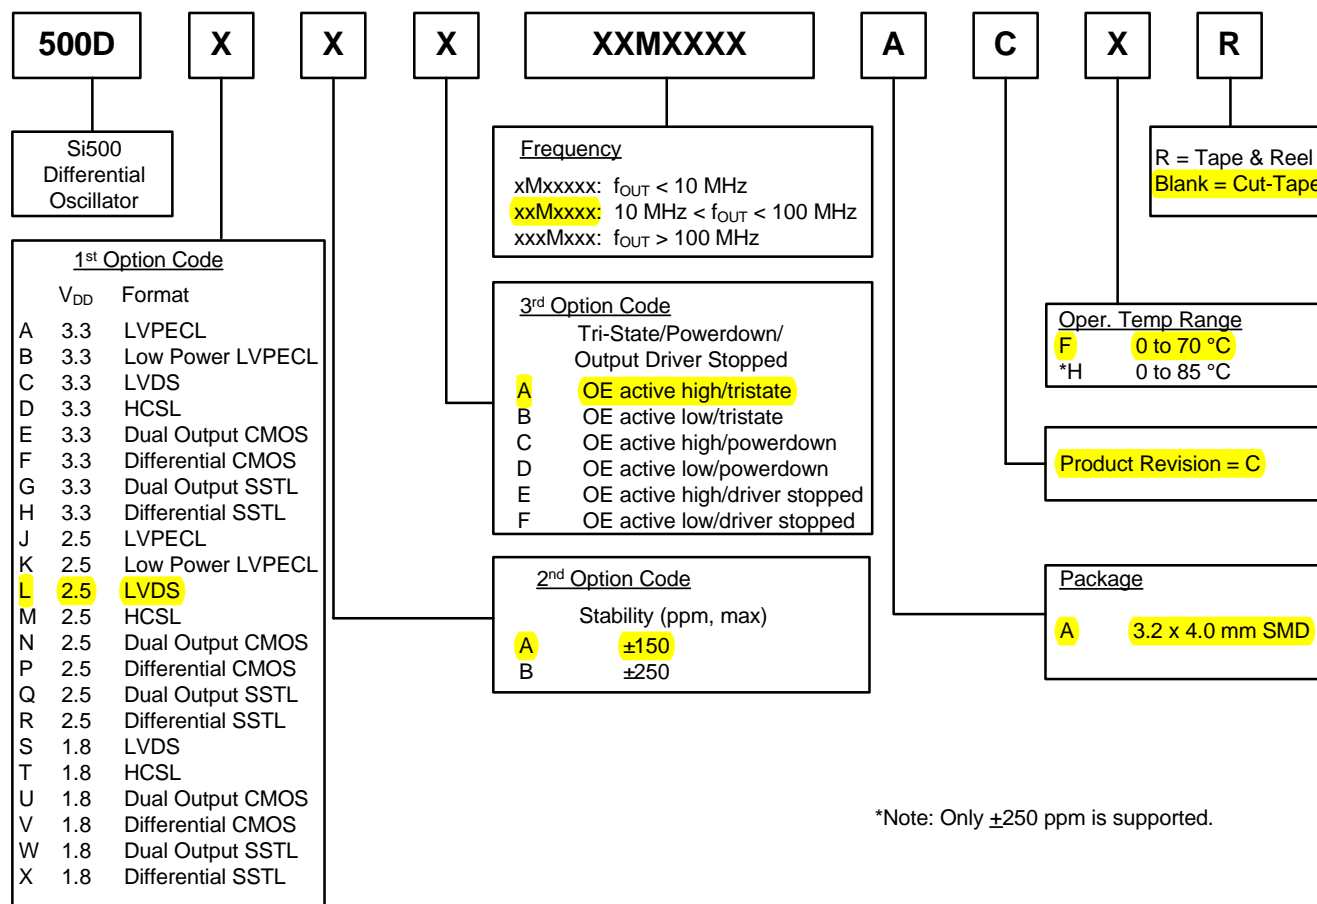 500D X X X XXMXXXX A C X R
Si500
Differential
Oscillator
1st Option Code
VDD Format
A 3.3 LVPECL
B 3.3 Low Power LVPECL
C 3.3 LVDS
D 3.3 HCSL
E 3.3 Dual Output CMOS
F 3.3 Differential CMOS
G 3.3 Dual Output SSTL
H 3.3 Differential SSTL
J 2.5 LVPECL
K 2.5 Low Power LVPECL
L 2.5 LVDS
M 2.5 HCSL
N 2.5 Dual Output CMOS
P 2.5 Differential CMOS
Q 2.5 Dual Output SSTL
R 2.5 Differential SSTL
S 1.8 LVDS
T 1.8 HCSL
U 1.8 Dual Output CMOS
V 1.8 Differential CMOS
W 1.8 Dual Output SSTL
X 1.8 Differential SSTL
Frequency
xMxxxxx: fOUT < 10 MHz
xxMxxxx: 10 MHz < fOUT < 100 MHz
xxxMxxx: fOUT > 100 MHz
3rd Option Code
Tri-State/Powerdown/
Output Driver Stopped
A OE active high/tristate
B OE active low/tristate
C OE active high/powerdown
D OE active low/powerdown
E OE active high/driver stopped
F OE active low/driver stopped
2nd Option Code
Stability (ppm, max)
A ±150
B ±250
R = Tape & Reel
Blank = Cut-Tape
Oper. Temp Range
F 0 to 70 °C
*H 0 to 85 °C
Product Revision = C
Package
A 3.2 x 4.0 mm SMD
*Note: Only ±250 ppm is supported.